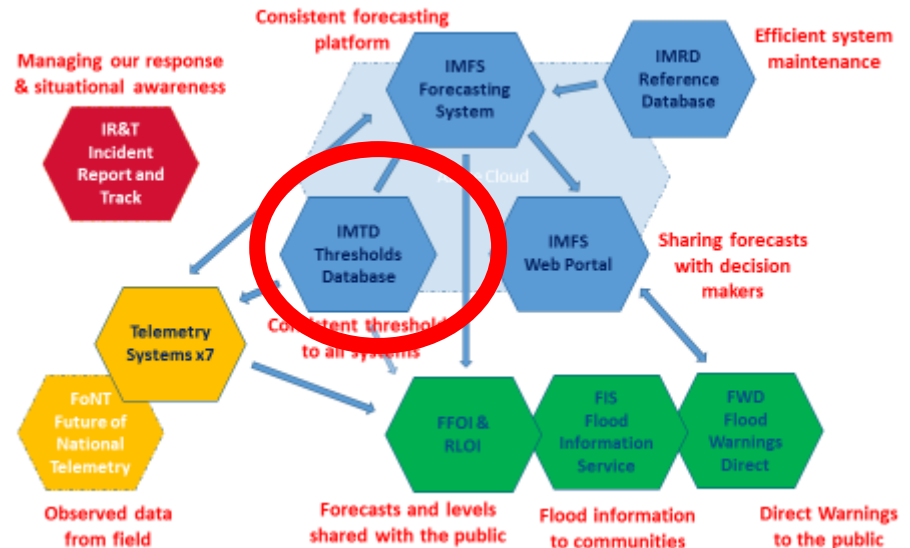 Consistent forecasting
platform
Efficient system
maintenance
Managing our response
& situational awareness
IMFS
Forecasting
System
IMRD
Reference
Database
IR&T
Incident
Report and
Track
Cloud
IMTD
Thresholds
Database
IMFS
Web Portal
Sharing forecasts
with decision
makers
Consistent threshold
to all systems
Telemetry
Systems x7
FoNT
Future of
National
Telemetry
FFOI &
RLOI
FIS
Flood
Information
Service
FWD
Flood
Warnings
Direct
Observed data
from field
Forecasts and levels
shared with the public
Flood information
to communities
Direct Warnings
to the public